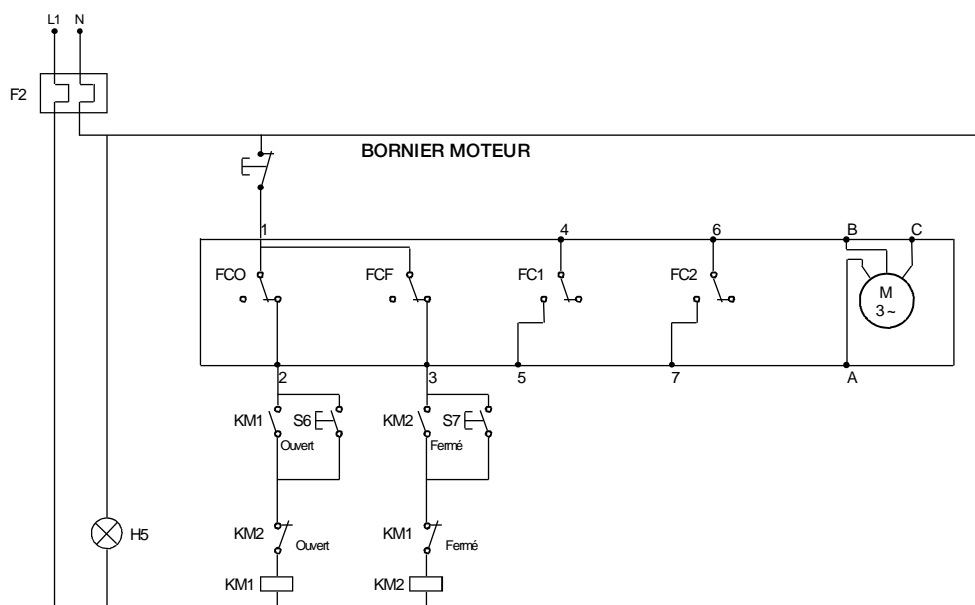 L1 N
F2
BORNIER MOTEUR
1 4 6 B C
FCO FCF FC1 FC2 M
3~
2 3 5 7 A
KM1 S6 KM2 S7
Ouvert Fermé
H5 KM2 KM1
Ouvert Fermé
KM1 KM2